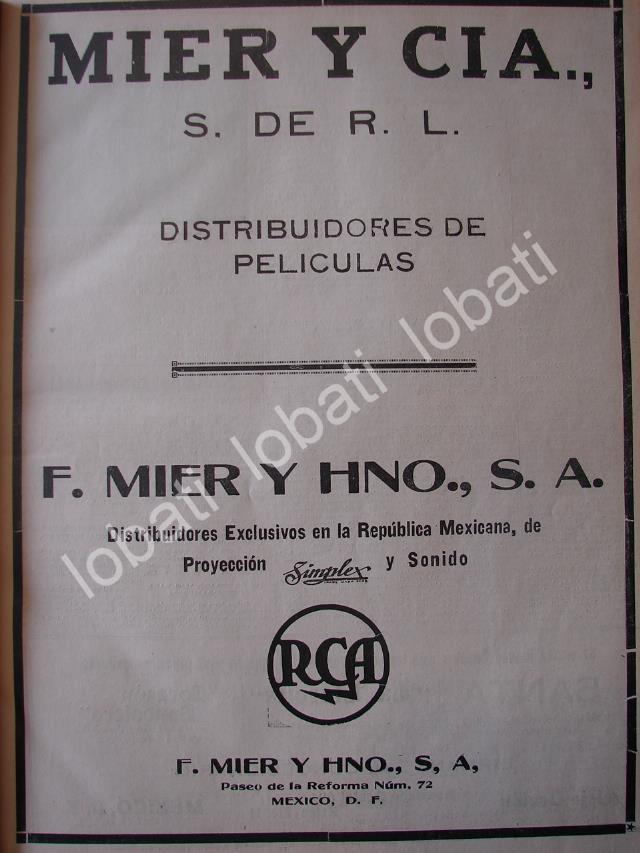 MIER Y CIA.,
S. DE R. L.
DISTRIBUIDORES DE
PELICULAS
lobati lobati lobati
F. MIER Y HNO., S. A.
Distribuidores Exclusivos en la República Mexicana, de
Proyección Simplex y Sonido
RCA
F. MIER Y HNO., S, A,
Paseo de la Reforma Núm, 72
MEXICO, D. F.